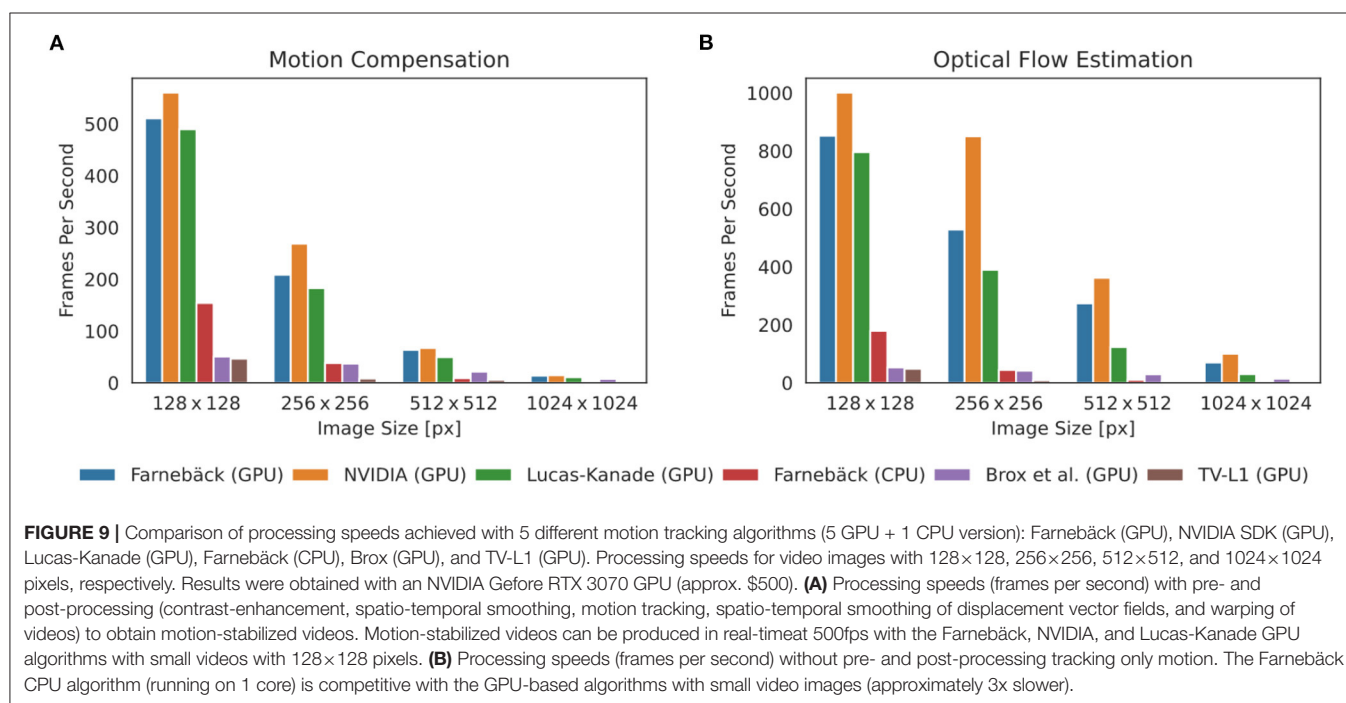 A
Motion Compensation
Frames Per Second
500
400
300
200
100
0
128 x 128 256 x 256 512 x 512 1024 x 1024
Image Size [px]
B
Optical Flow Estimation
Frames Per Second
1000
800
600
400
200
0
128 x 128 256 x 256 512 x 512 1024 x 1024
Image Size [px]
Farnebäck (GPU) NVIDIA (GPU) Lucas-Kanade (GPU) Farnebäck (CPU) Brox et al. (GPU) TV-L1 (GPU)
FIGURE 9 | Comparison of processing speeds achieved with 5 different motion tracking algorithms (5 GPU + 1 CPU version): Farnebäck (GPU), NVIDIA SDK (GPU),
Lucas-Kanade (GPU), Farnebäck (CPU), Brox (GPU), and TV-L1 (GPU). Processing speeds for video images with 128×128, 256×256, 512×512, and 1024×1024
pixels, respectively. Results were obtained with an NVIDIA Gefore RTX 3070 GPU (approx. $500). (A) Processing speeds (frames per second) with pre- and
post-processing (contrast-enhancement, spatio-temporal smoothing, motion tracking, spatio-temporal smoothing of displacement vector fields, and warping of
videos) to obtain motion-stabilized videos. Motion-stabilized videos can be produced in real-timeat 500fps with the Farnebäck, NVIDIA, and Lucas-Kanade GPU
algorithms with small videos with 128×128 pixels. (B) Processing speeds (frames per second) without pre- and post-processing tracking only motion. The Farnebäck
CPU algorithm (running on 1 core) is competitive with the GPU-based algorithms with small video images (approximately 3x slower).